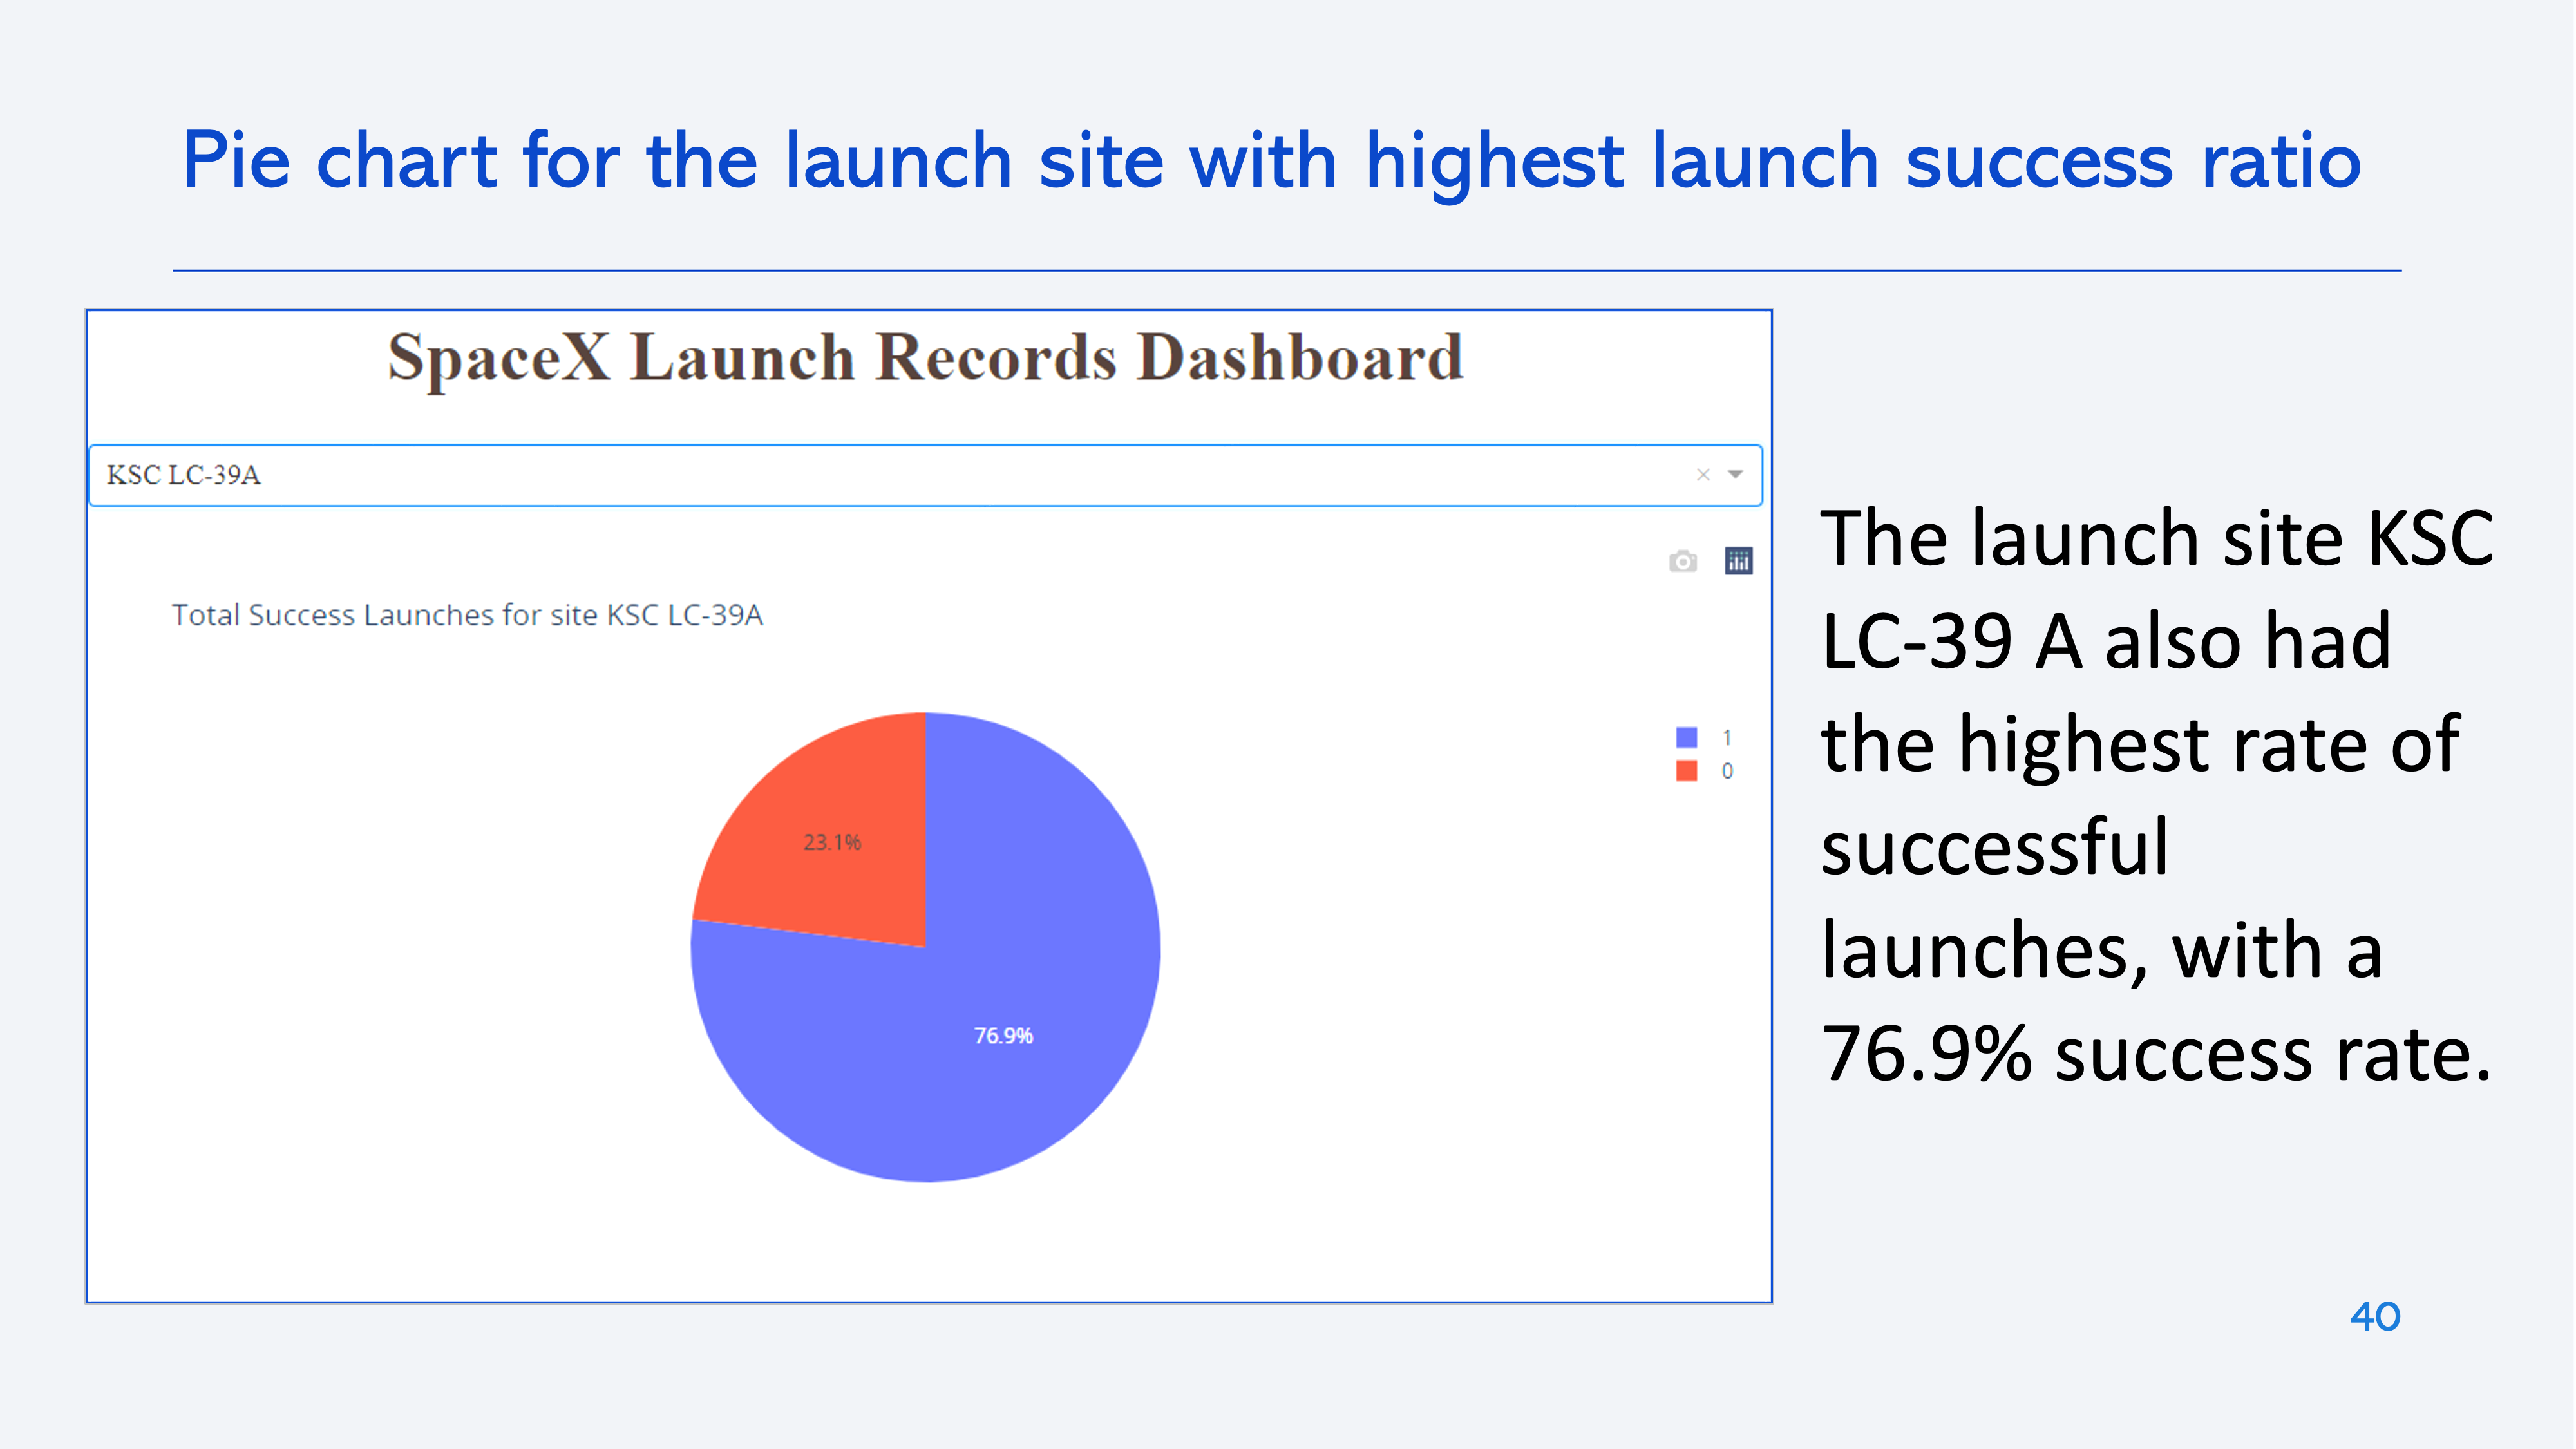 Pie chart for the launch site with highest launch success ratio
SpaceX Launch Records Dashboard
KSC LC-39A
Total Success Launches for site KSC LC-39A
1
0
23.1%
76.9%
The launch site KSC
LC-39 A also had
the highest rate of
successful
launches, with a
76.9% success rate.
40